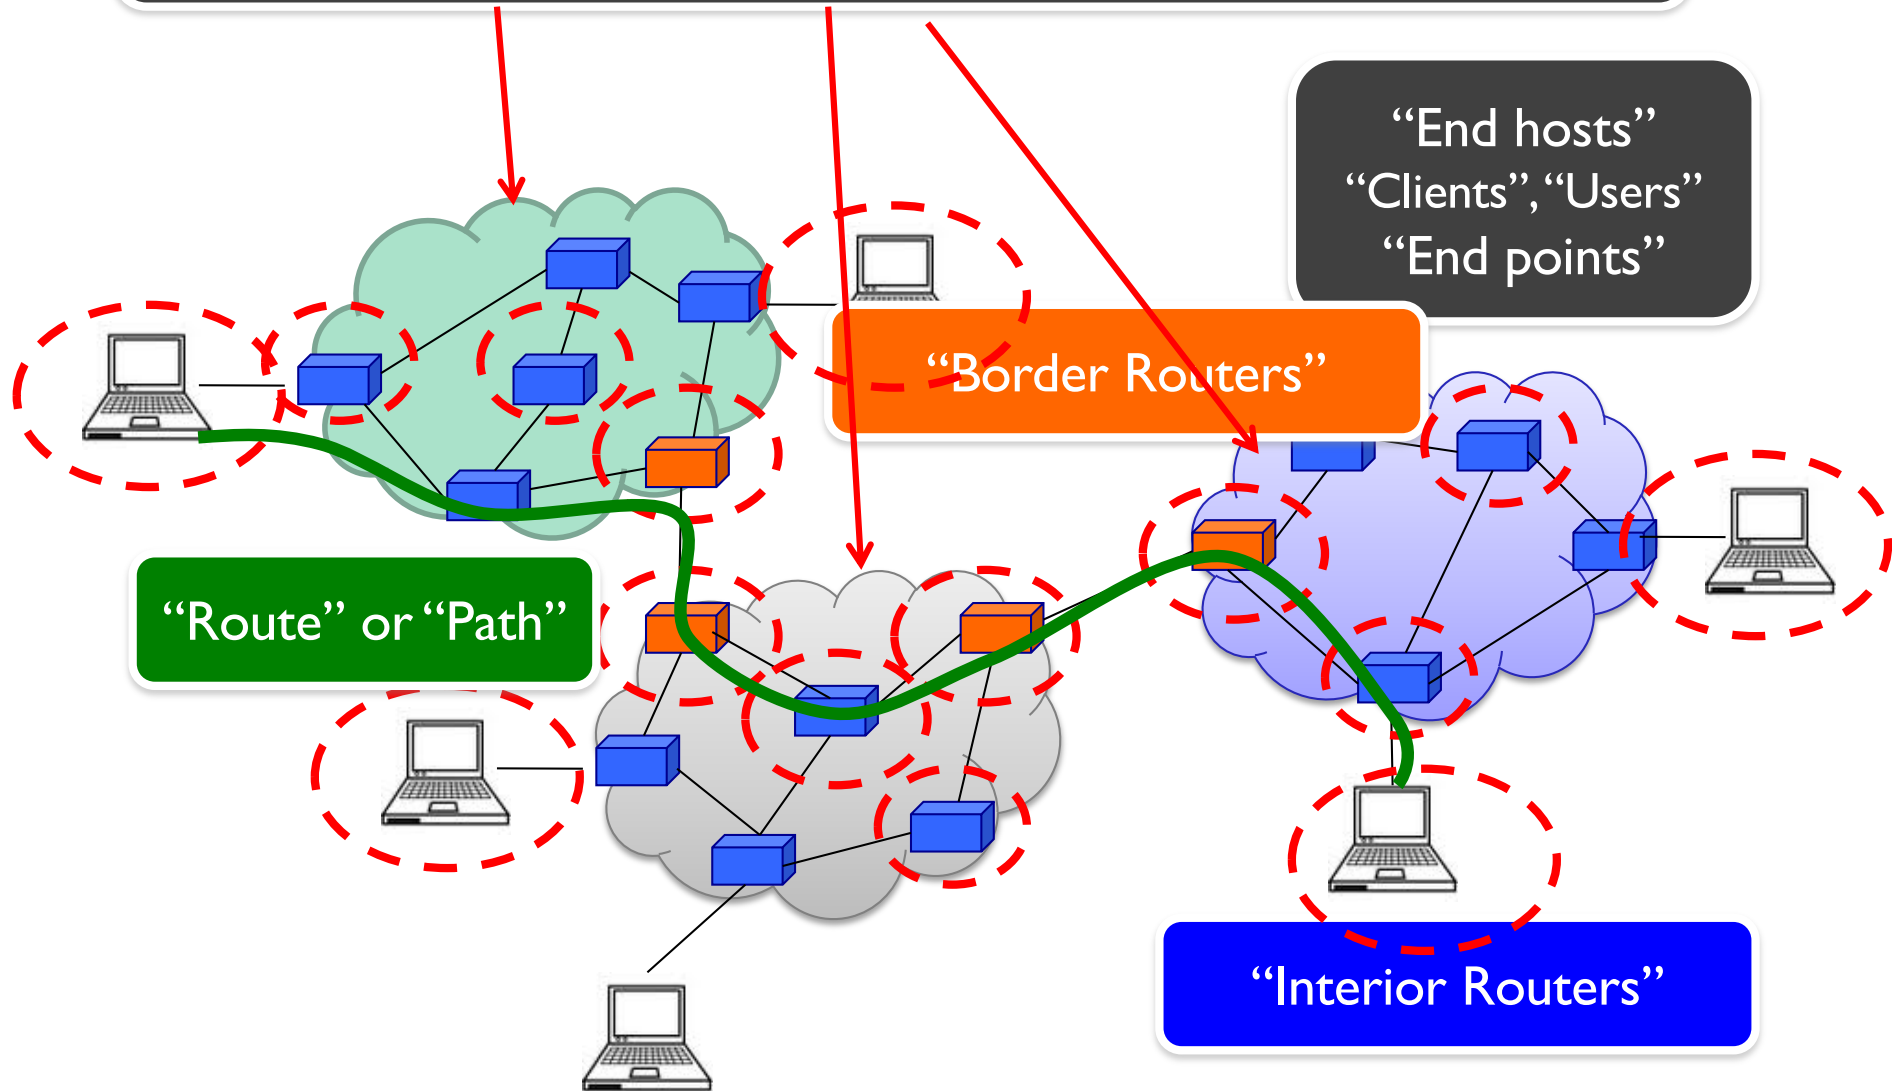 “End hosts”
“Clients”, “Users”
“End points”
“Border Routers”
“Route” or “Path”
“Interior Routers”